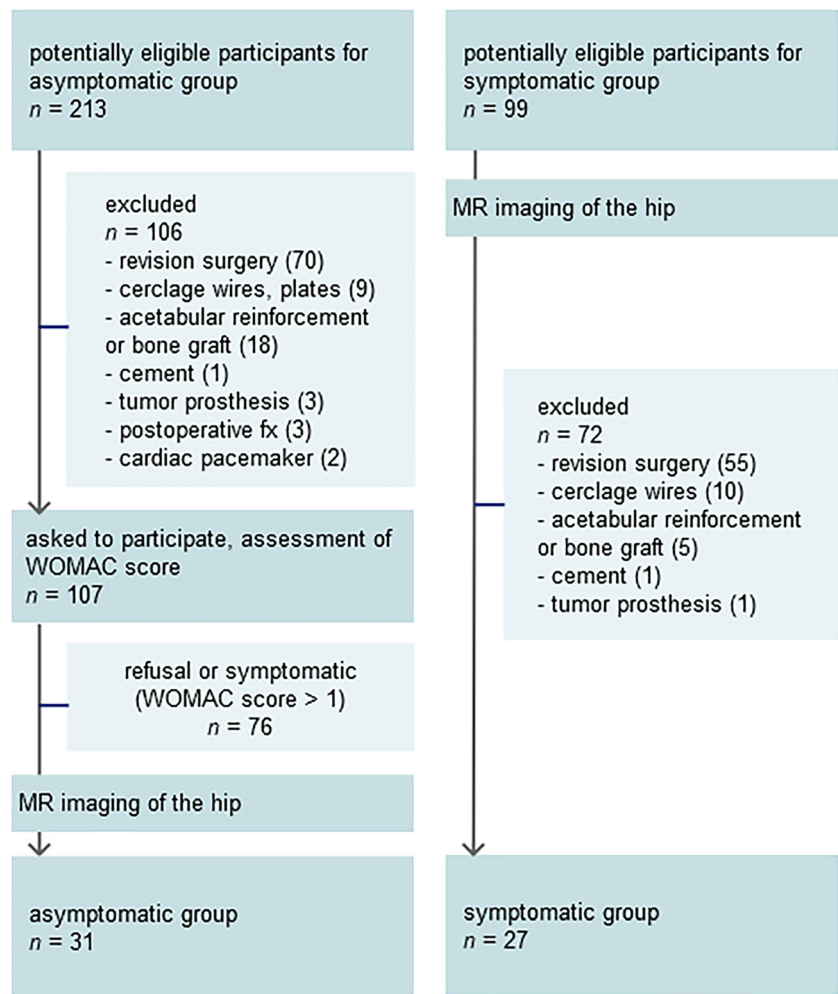 potentially eligible participants for
asymptomatic group
n = 213
excluded
n = 106
- revision surgery (70)
- cerclage wires, plates (9)
- acetabular reinforcement
or bone graft (18)
- cement (1)
- tumor prosthesis (3)
- postoperative fx (3)
- cardiac pacemaker (2)
asked to participate, assessment of
WOMAC score
n = 107
refusal or symptomatic
(WOMAC score > 1)
n = 76
MR imaging of the hip
asymptomatic group
n = 31
potentially eligible participants for
symptomatic group
n = 99
MR imaging of the hip
excluded
n = 72
- revision surgery (55)
- cerclage wires (10)
- acetabular reinforcement
or bone graft (5)
- cement (1)
- tumor prosthesis (1)
symptomatic group
n = 27